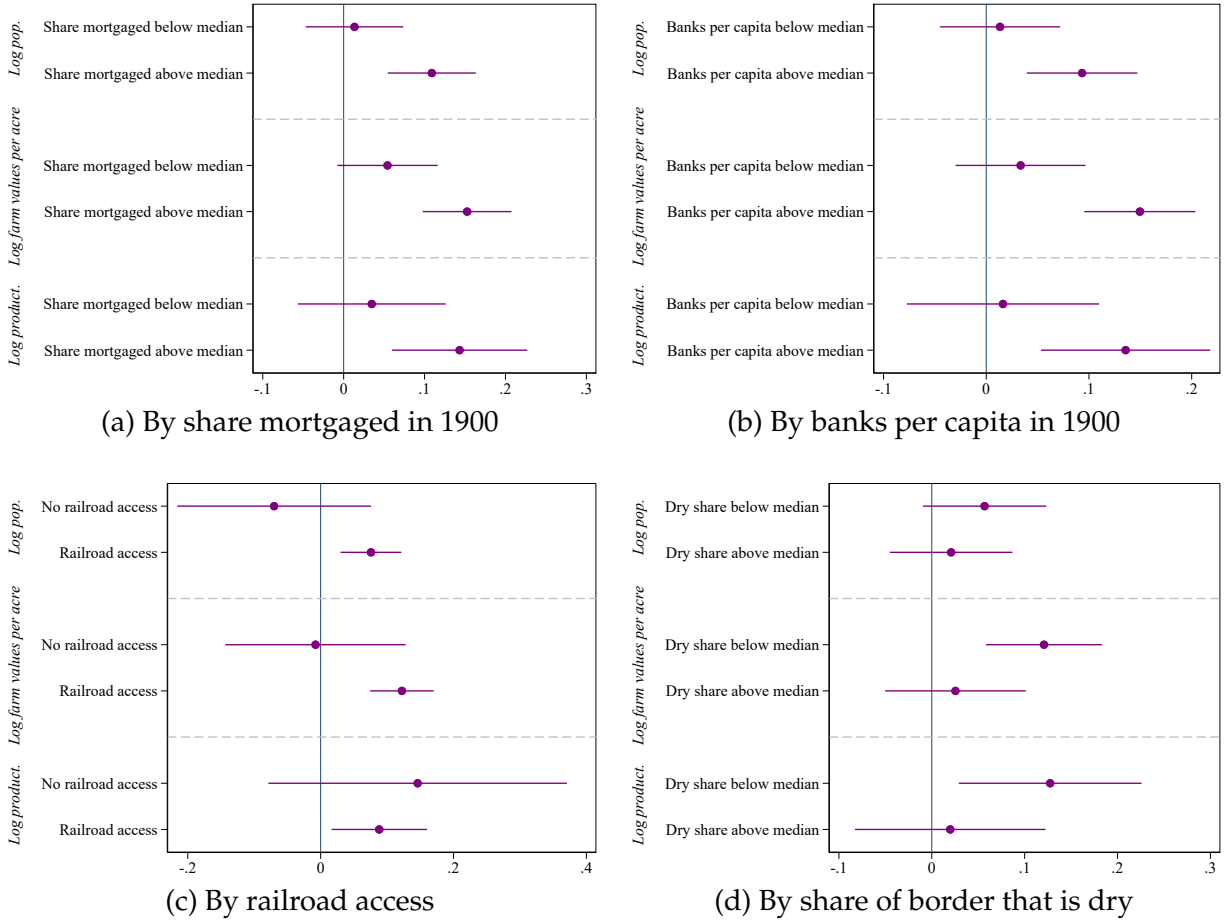 Log pop.
Share mortgaged below median
Share mortgaged above median
Log farm values per acre
Share mortgaged below median
Share mortgaged above median
Log product.
Share mortgaged below median
Share mortgaged above median
-.1 0 .1 .2 .3
(a) By share mortgaged in 1900
Log pop.
Banks per capita below median
Banks per capita above median
Log farm values per acre
Banks per capita below median
Banks per capita above median
Log product.
Banks per capita below median
Banks per capita above median
-.1 0 .1 .2
(b) By banks per capita in 1900
Log pop.
No railroad access
Railroad access
Log farm values per acre
No railroad access
Railroad access
Log product.
No railroad access
Railroad access
-.2 0 .2 .4
(c) By railroad access
Log pop.
Dry share below median
Dry share above median
Log farm values per acre
Dry share below median
Dry share above median
Log product.
Dry share below median
Dry share above median
-.1 0 .1 .2 .3
(d) By share of border that is dry